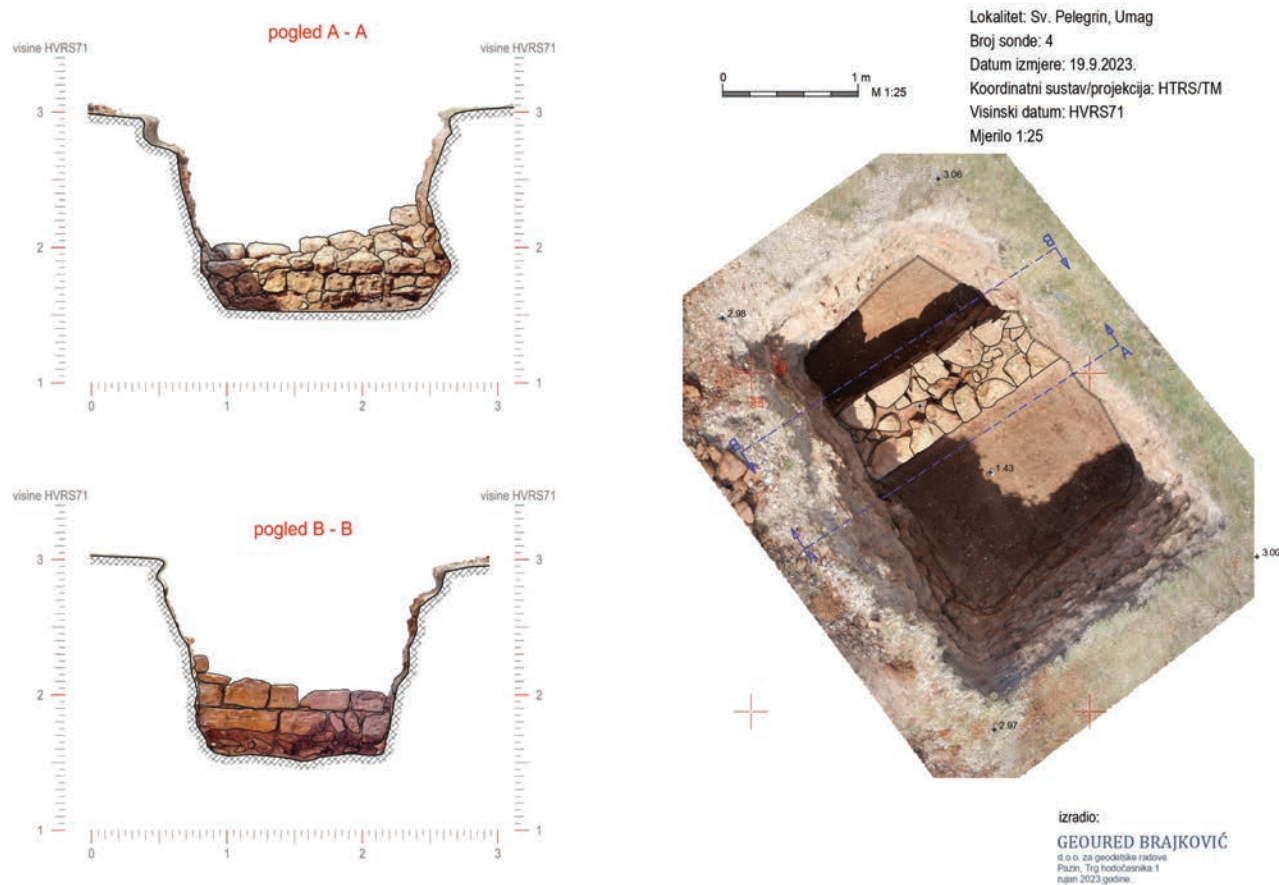 pogled A - A
visine HVRS71
visine HVRS71
3
3
2
2
1
1
0
1
2
3
visine HVRS71
visine HVRS71
pogled B - B
3
3
2
2
1
1
0
1
2
3
0
1 m
M 1:25
Lokalitet: Sv. Pelegrin, Umag
Broj sonde: 4
Datum izmjere: 19.9.2023.
Koordinatni sustav/projekcija: HTRS/TM
Visinski datum: HVRS71
Mjerilo 1:25
3.06
B
2.98
A
B
1.43
A
3.00
2.97
izradio:
GEOURED BRAJKOVIĆ
d.o.o. za geodetske radove
Pazin, Trg hodočasnika 1
rujan 2023.godine.